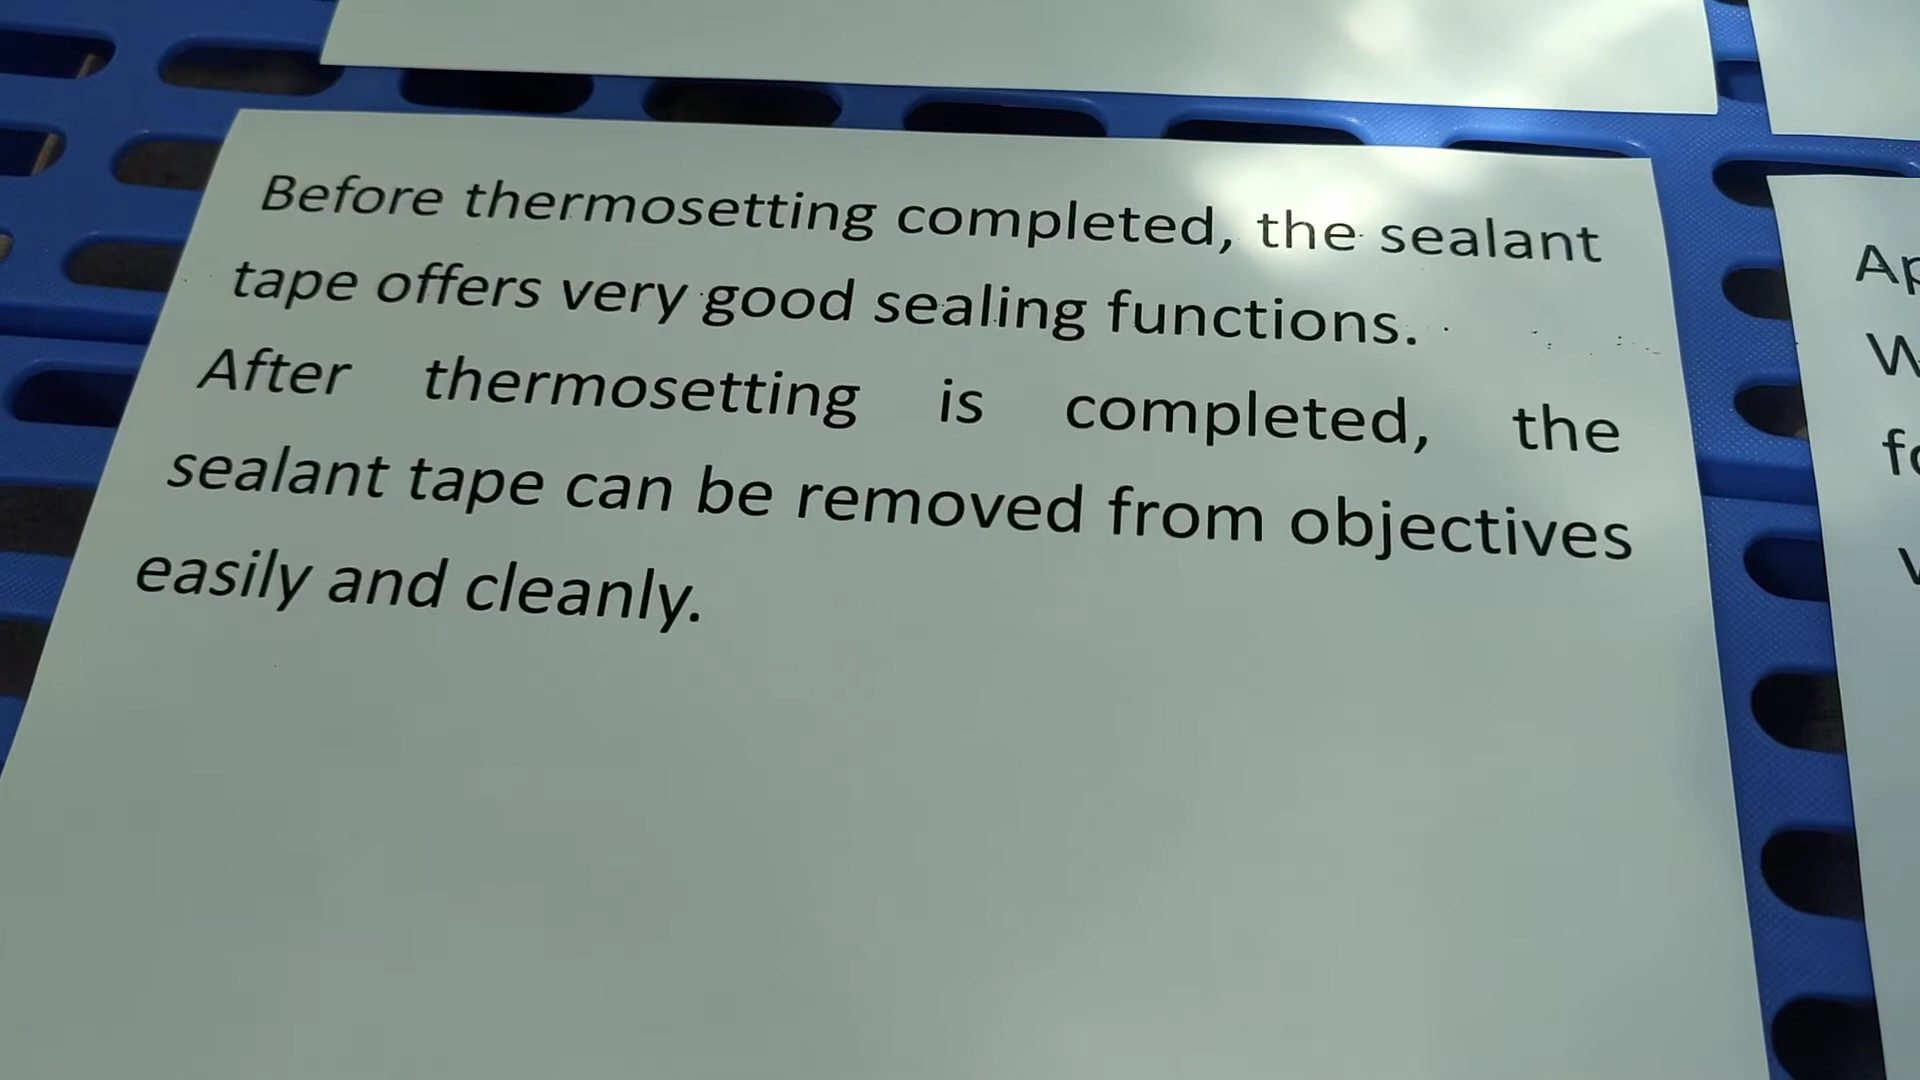 Before thermosetting completed, the sealant
tape offers very good sealing functions.
After thermosetting is completed, the
sealant tape can be removed from objectives
easily and cleanly.